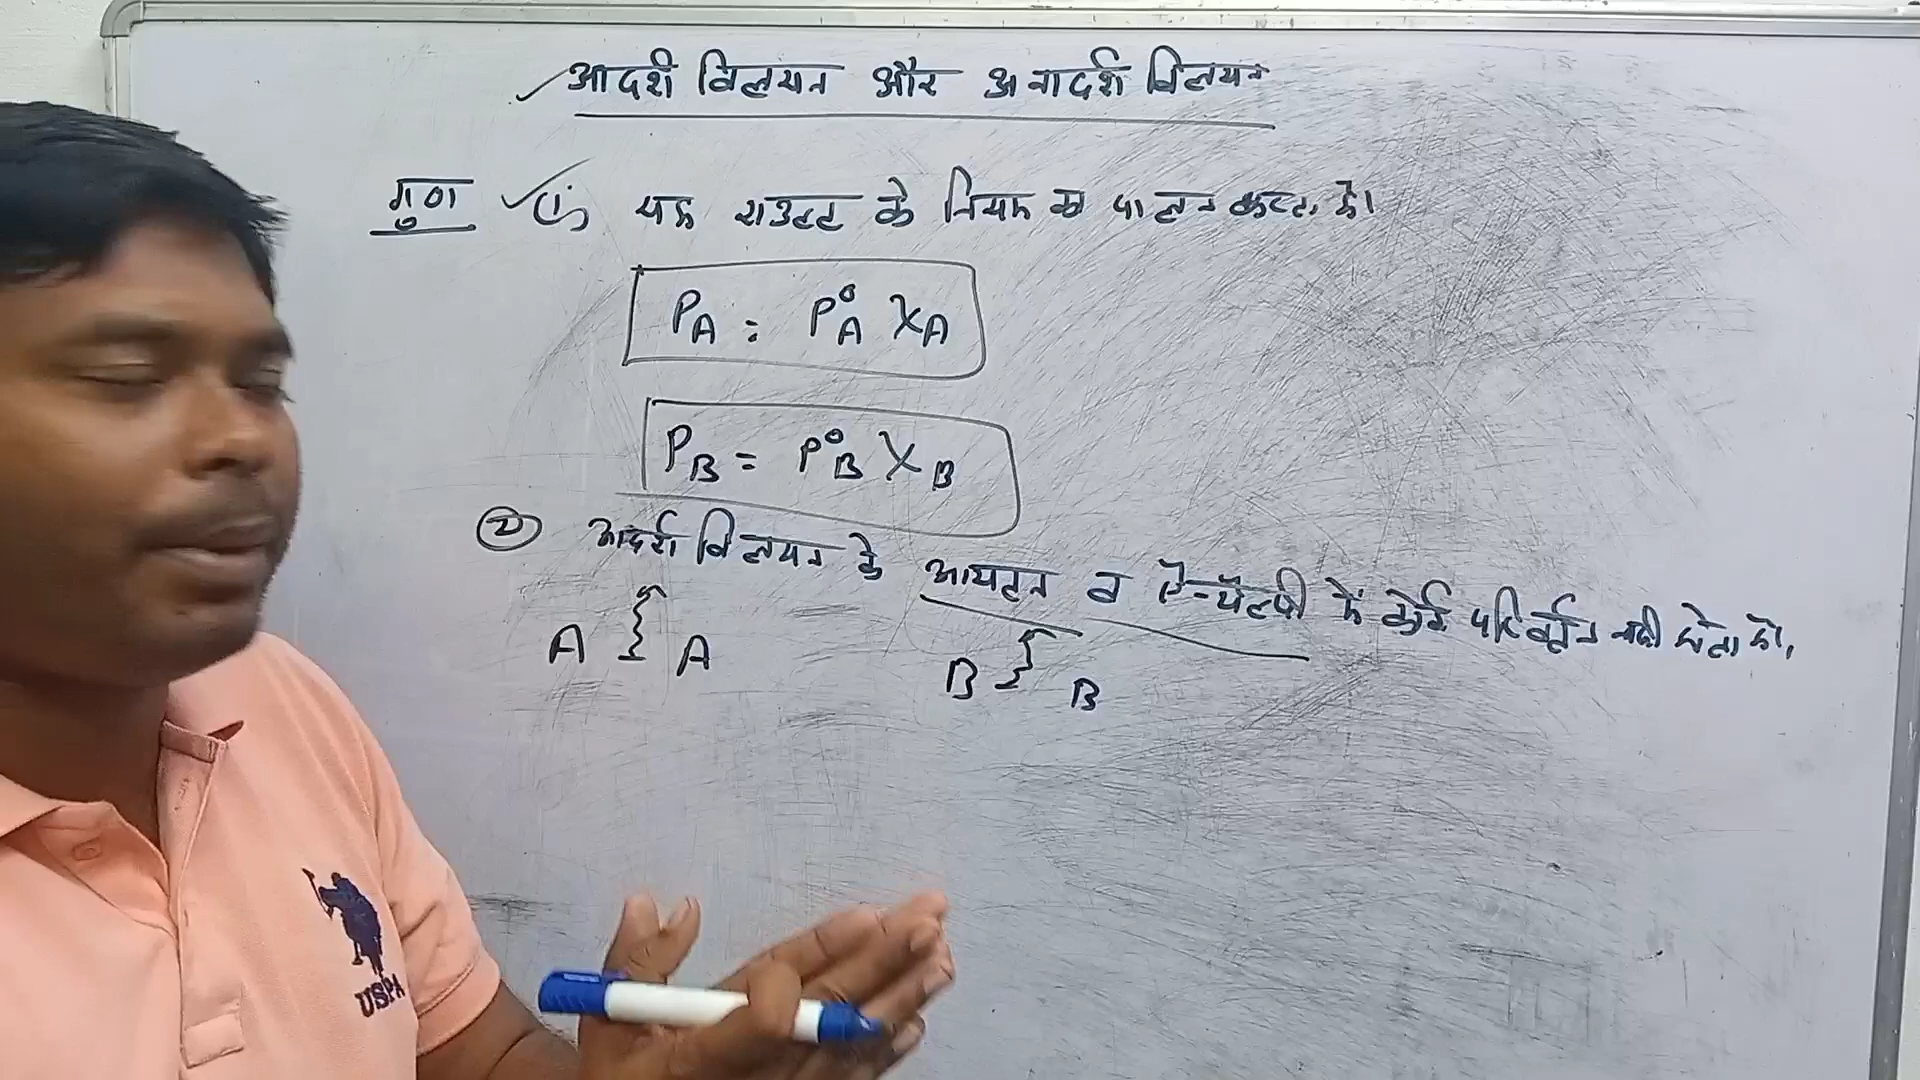 आदर्श विलयन और अनादर्श विलयन
गुण (1) यह राउल्ट के नियम का पालन करता है।
PA = P°A XA
PB = P°B XB
② आदर्श विलयन के आयतन व ऐन्थैल्पी में कोई परिवर्तन नही होता है।
A } A B } B
USPA